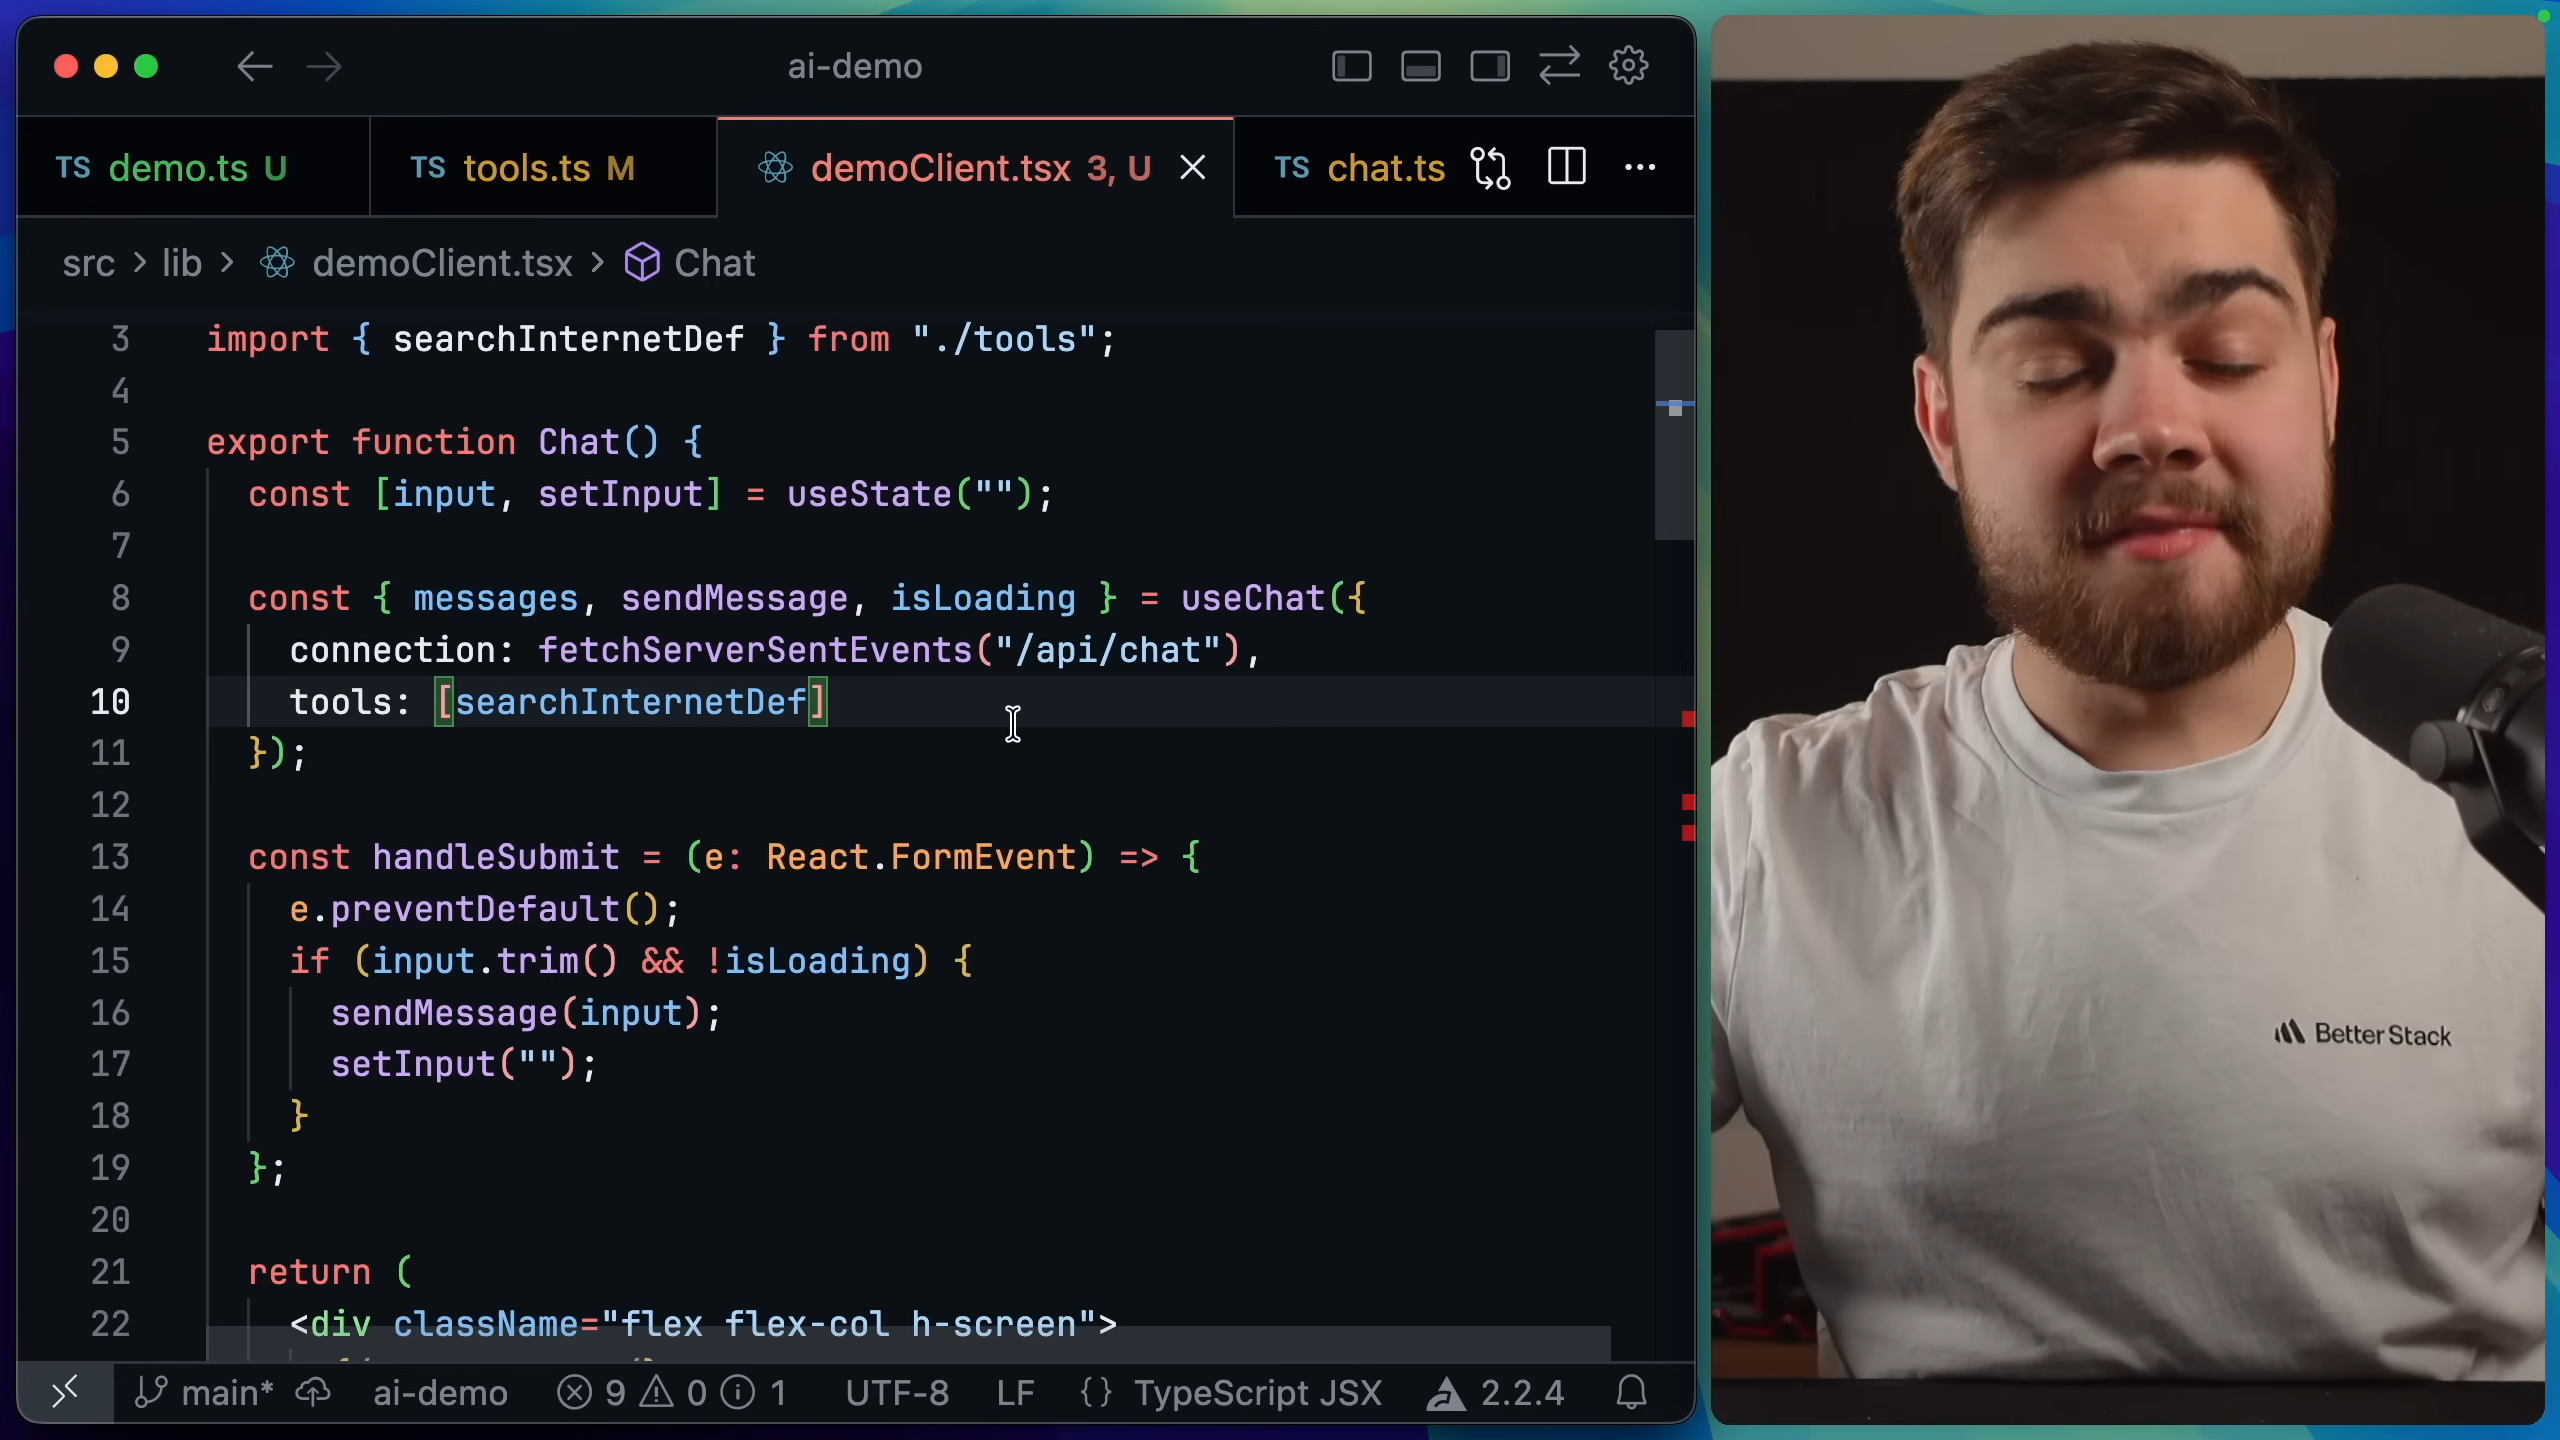 ai-demo
TS demo.ts U
TS tools.ts M
demoClient.tsx 3, U
TS chat.ts
src > lib > demoClient.tsx > Chat
3 import { searchInternetDef } from "./tools";
4
5 export function Chat() {
6 const [input, setInput] = useState("");
7
8 const { messages, sendMessage, isLoading } = useChat({
9 connection: fetchServerSentEvents("/api/chat"),
10 tools: [searchInternetDef]
11 });
12
13 const handleSubmit = (e: React.FormEvent) => {
14 e.preventDefault();
15 if (input.trim() && !isLoading) {
16 sendMessage(input);
17 setInput("");
18 }
19 };
20
21 return (
22 <div className="flex flex-col h-screen">
main* ai-demo 9 0 1 UTF-8 LF {} TypeScript JSX 2.2.4
Better Stack